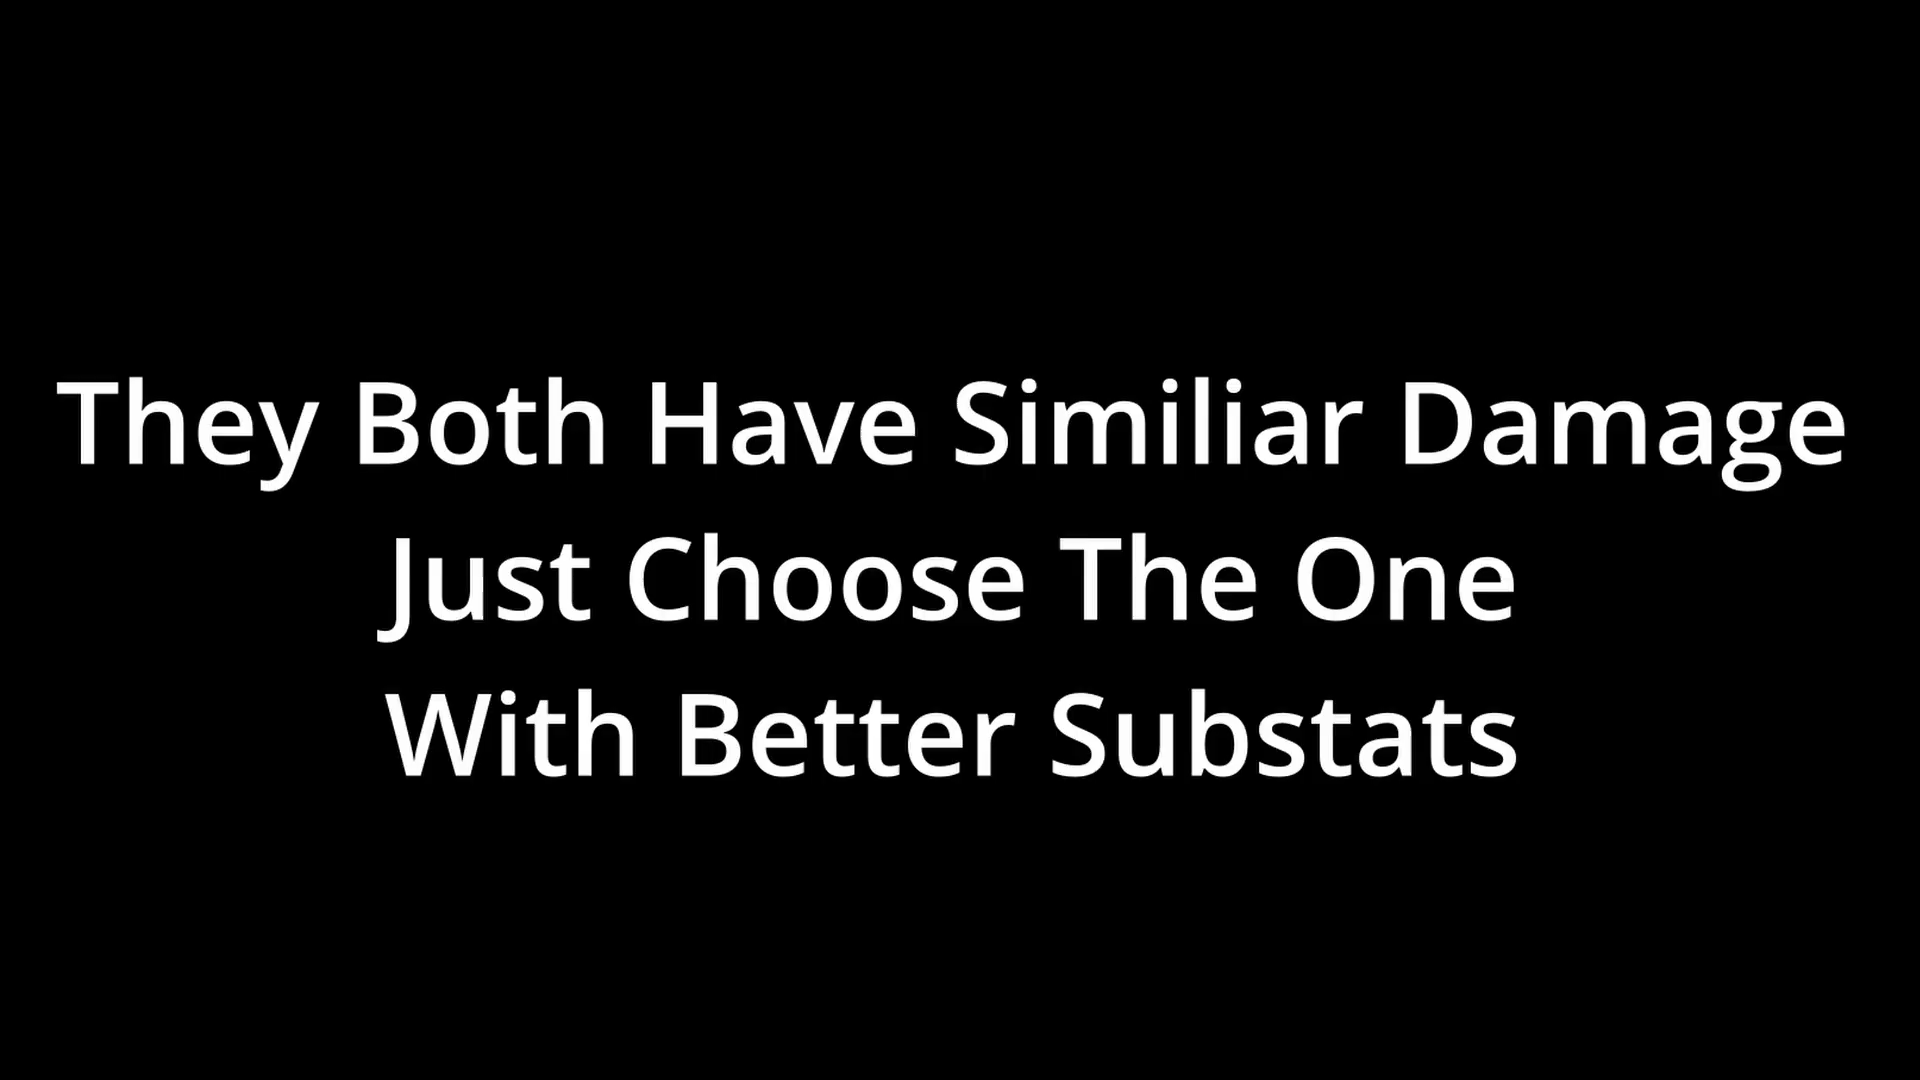 They Both Have Similiar Damage
Just Choose The One
With Better Substats